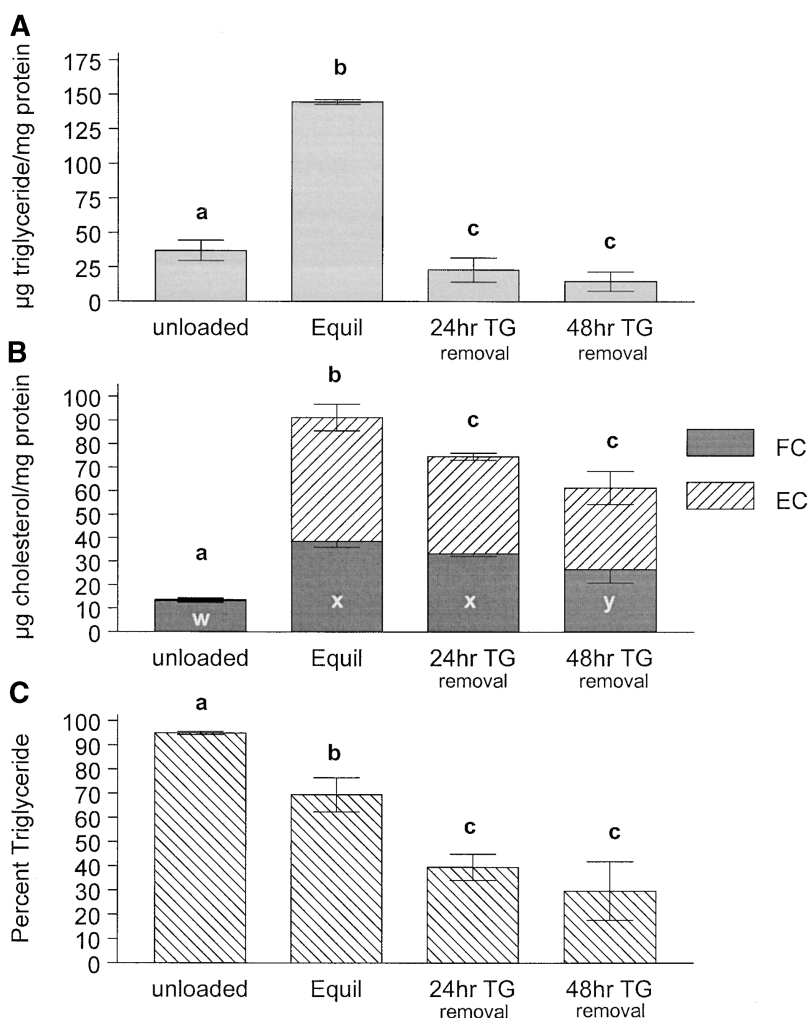 A
µg triglyceride/mg protein
175
150
125
100
75
50
25
0
a
b
c
c
unloaded
Equil
24hr TG
removal
48hr TG
removal
B
µg cholesterol/mg protein
100
90
80
70
60
50
40
30
20
10
0
a
b
c
c
w
x
x
y
FC
EC
unloaded
Equil
24hr TG
removal
48hr TG
removal
C
Percent Triglyceride
100
90
80
70
60
50
40
30
20
10
0
a
b
c
c
unloaded
Equil
24hr TG
removal
48hr TG
removal